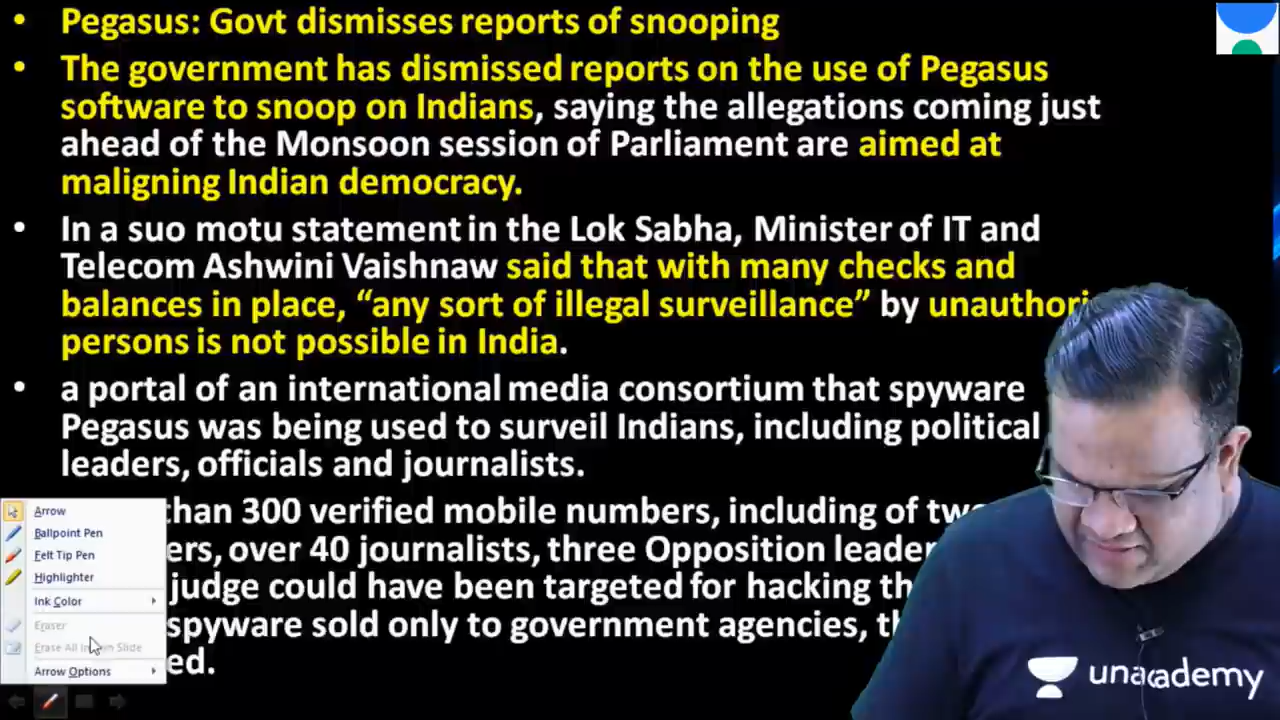 • Pegasus: Govt dismisses reports of snooping
• The government has dismissed reports on the use of Pegasus
software to snoop on Indians, saying the allegations coming just
ahead of the Monsoon session of Parliament are aimed at
maligning Indian democracy.
• In a suo motu statement in the Lok Sabha, Minister of IT and
Telecom Ashwini Vaishnaw said that with many checks and
balances in place, “any sort of illegal surveillance” by
persons is not possible in India.
• a portal of an international media consortium that spyware
Pegasus was being used to surveil Indians, including political
leaders, officials and journalists.
than 300 verified mobile numbers, including of
over 40 journalists, three Opposition
judge could have been targeted for hacking
spyware sold only to government agencies,
Arrow
Ballpoint Pen
Felt Tip Pen
Highlighter
Ink Color
Eraser
Erase All Slide
Arrow Options
unacademy